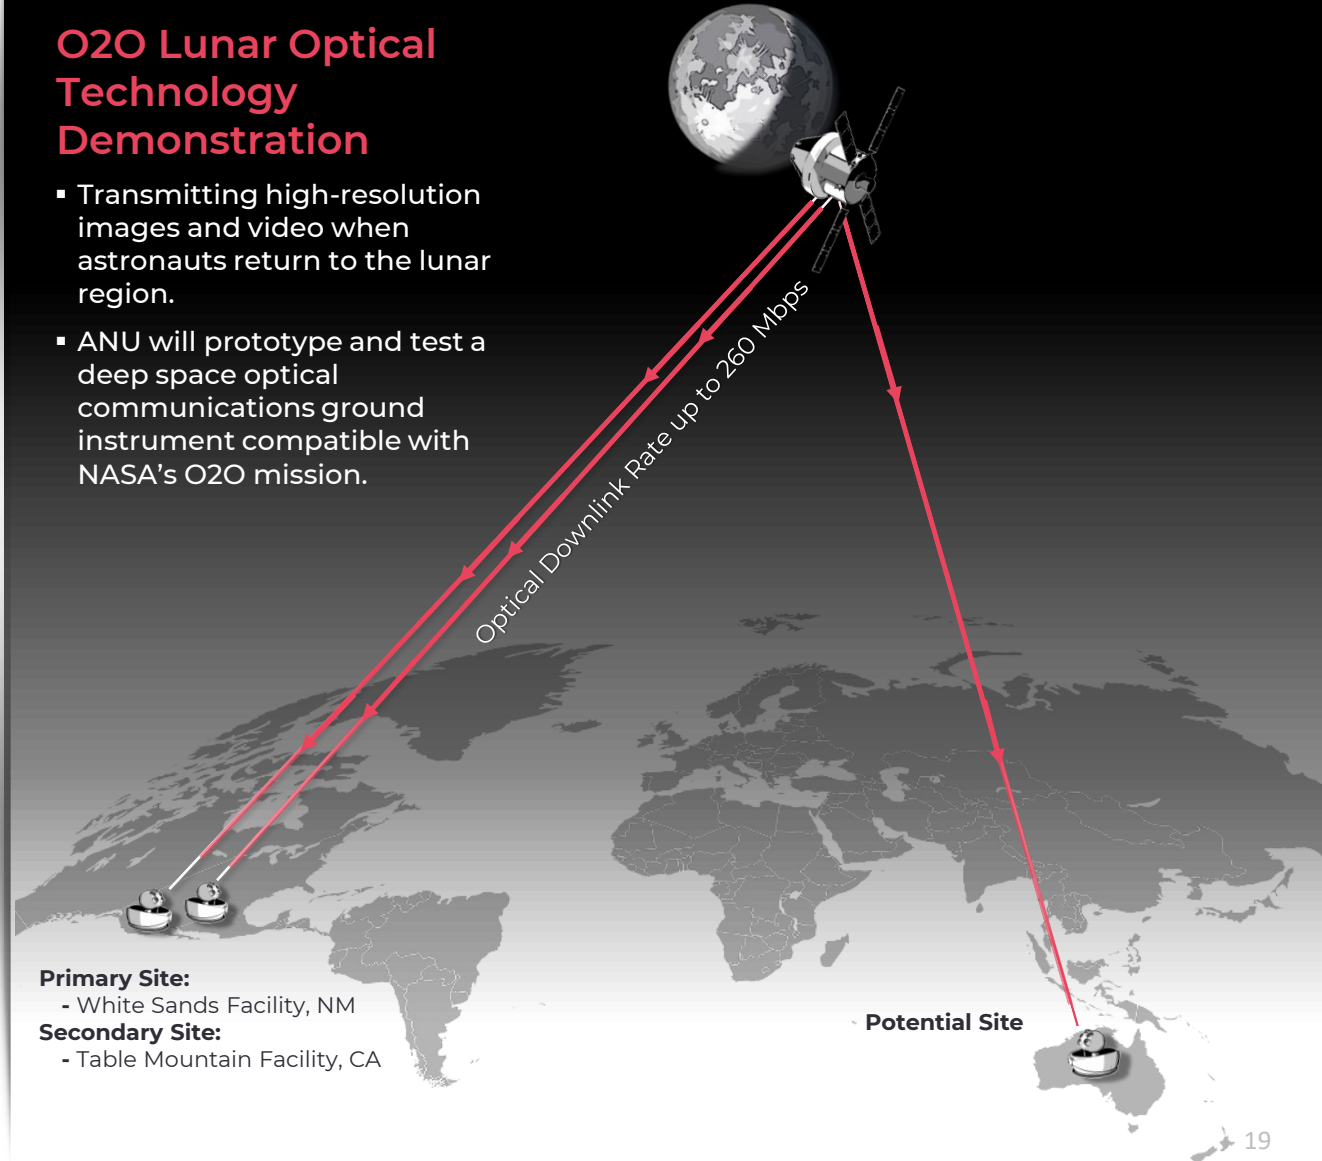 O2O Lunar Optical
Technology
Demonstration
▪ Transmitting high-resolution
images and video when
astronauts return to the lunar
region.
▪ ANU will prototype and test a
deep space optical
communications ground
instrument compatible with
NASA's O2O mission.
Optical Downlink Rate up to 260 Mbps
Primary Site:
- White Sands Facility, NM
Secondary Site:
- Table Mountain Facility, CA
Potential Site
19